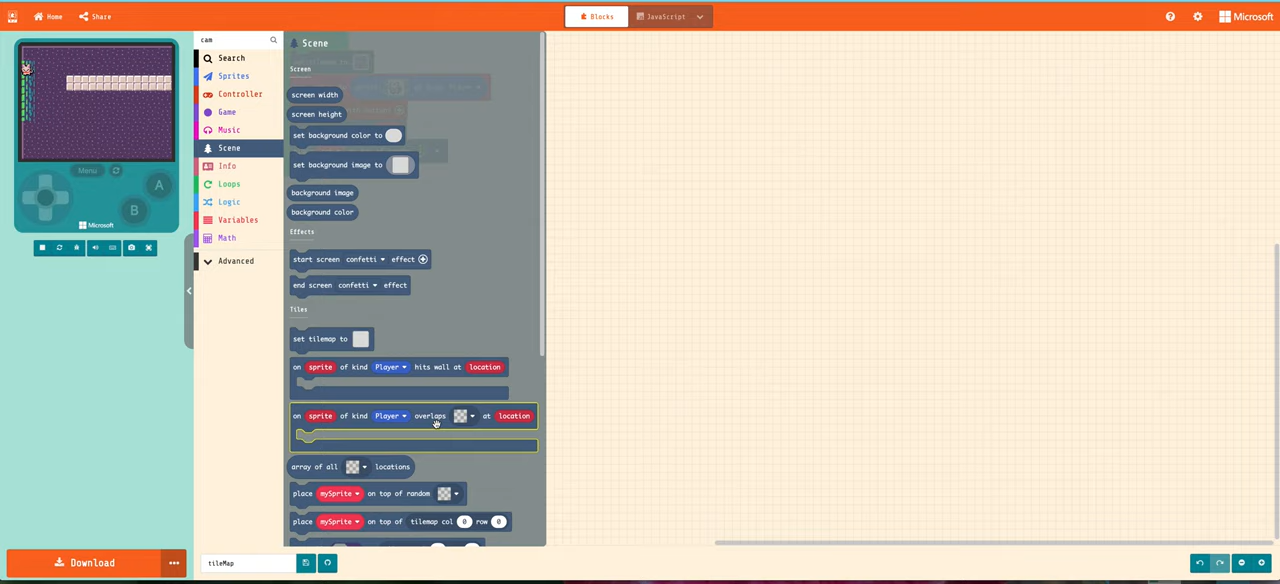 Home
Share
Blocks
JavaScript
Microsoft
cam
Search
Sprites
Controller
Game
Music
Scene
Info
Loops
Logic
Variables
Math
Advanced
Menu
A
B
Microsoft
Scene
Screen
screen width
screen height
set background color to
set background image to
background image
background color
Effects
start screen confetti effect
end screen confetti effect
Tiles
set tilemap to
on sprite of kind Player hits wall at location
on sprite of kind Player overlaps at location
array of all locations
place mySprite on top of random
place mySprite on top of tilemap col 0 row 0
Download
tileMap